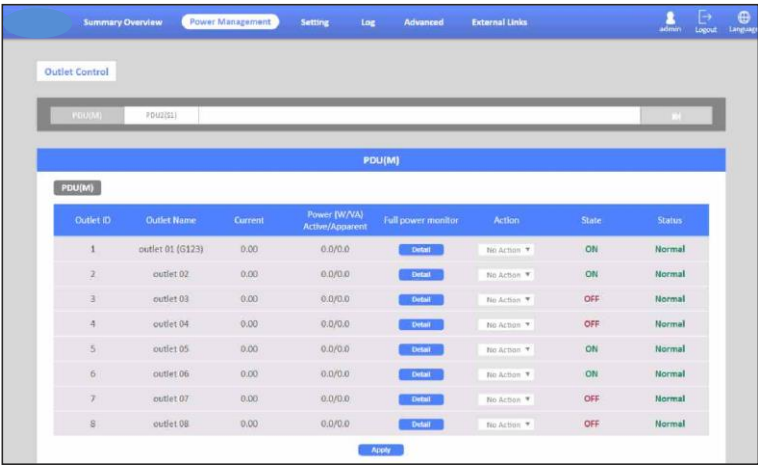 Summary Overview Power Management Setting Log Advanced External Links admin Logout Language
Outlet Control
PDU(M) PDU2(S1)
PDU(M)
PDU(M)
Outlet ID Outlet Name Current Power (W/VA) Active/Apparent Full power monitor Action State Status
1 outlet 01 (G123) 0.00 0.0/0.0 Detail No Action ON Normal
2 outlet 02 0.00 0.0/0.0 Detail No Action ON Normal
3 outlet 03 0.00 0.0/0.0 Detail No Action OFF Normal
4 outlet 04 0.00 0.0/0.0 Detail No Action OFF Normal
5 outlet 05 0.00 0.0/0.0 Detail No Action ON Normal
6 outlet 06 0.00 0.0/0.0 Detail No Action ON Normal
7 outlet 07 0.00 0.0/0.0 Detail No Action OFF Normal
8 outlet 08 0.00 0.0/0.0 Detail No Action OFF Normal
Apply